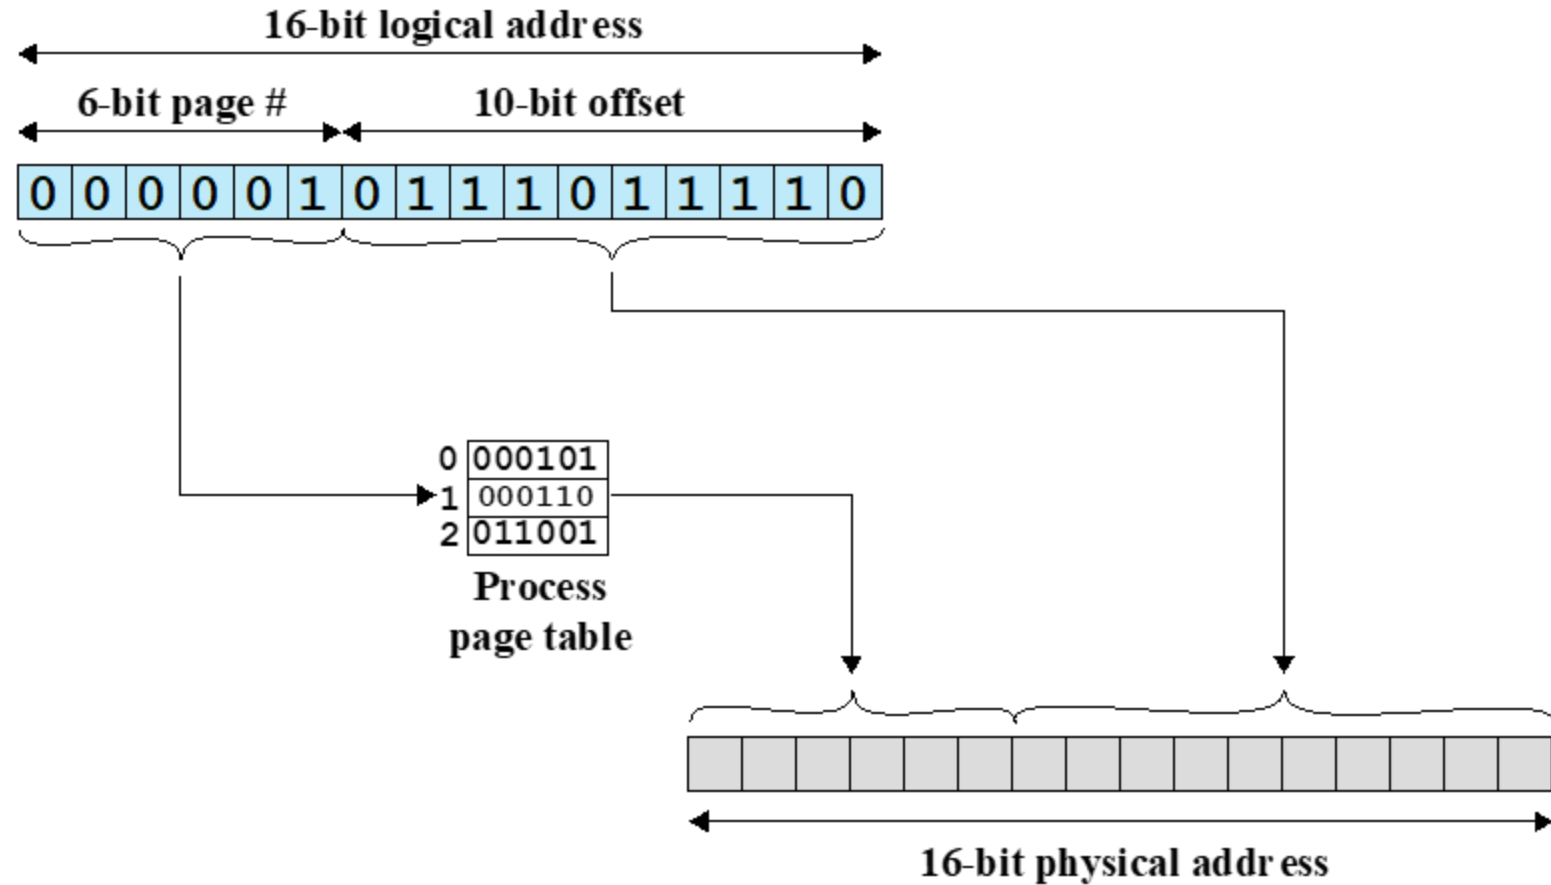 16-bit logical address
6-bit page # 10-bit offset
0 0 0 0 0 1 0 1 1 1 0 1 1 1 1 0
0 000101
1 000110
2 011001
Process
page table
16-bit physical address